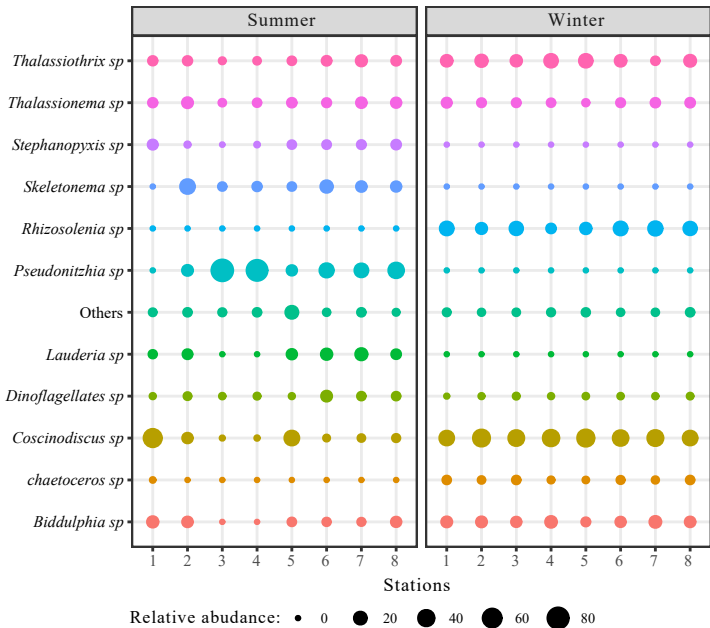 Summer Winter
Thalassiothrix sp
Thalassionema sp
Stephanopyxis sp
Skeletonema sp
Rhizosolenia sp
Pseudonitzhia sp
Others
Lauderia sp
Dinoflagellates sp
Coscinodiscus sp
chaetoceros sp
Biddulphia sp
1 2 3 4 5 6 7 8 1 2 3 4 5 6 7 8
Stations
Relative abudance: 0 20 40 60 80